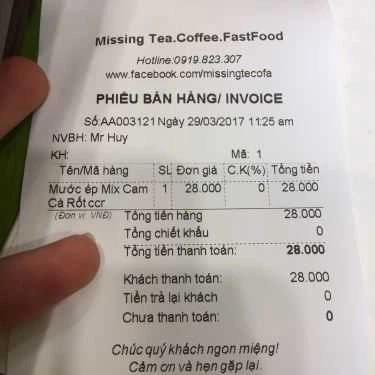 Missing Tea.Coffee.FastFood
Hotline:0919.823.307
www.facebook.com/missingtecofa
PHIẾU BÁN HÀNG/ INVOICE
Số:AA003121 Ngày 29/03/2017 11:25 am
NVBH: Mr Huy
KH: Mã: 1
Tên/Mã hàng SL Đơn giá C.K(%) Tổng tiền
Mước ép Mix Cam 1 28.000 0 28.000
Cà Rốt ccr
(Đơn vị: VNĐ) Tổng tiền hàng 28.000
Tổng chiết khấu 0
Tổng tiền thanh toán: 28.000
Khách thanh toán: 28.000
Tiền trả lại khách 0
Chưa thanh toán: 0
Chúc quý khách ngon miệng!
Cảm ơn và hẹn gặp lại.